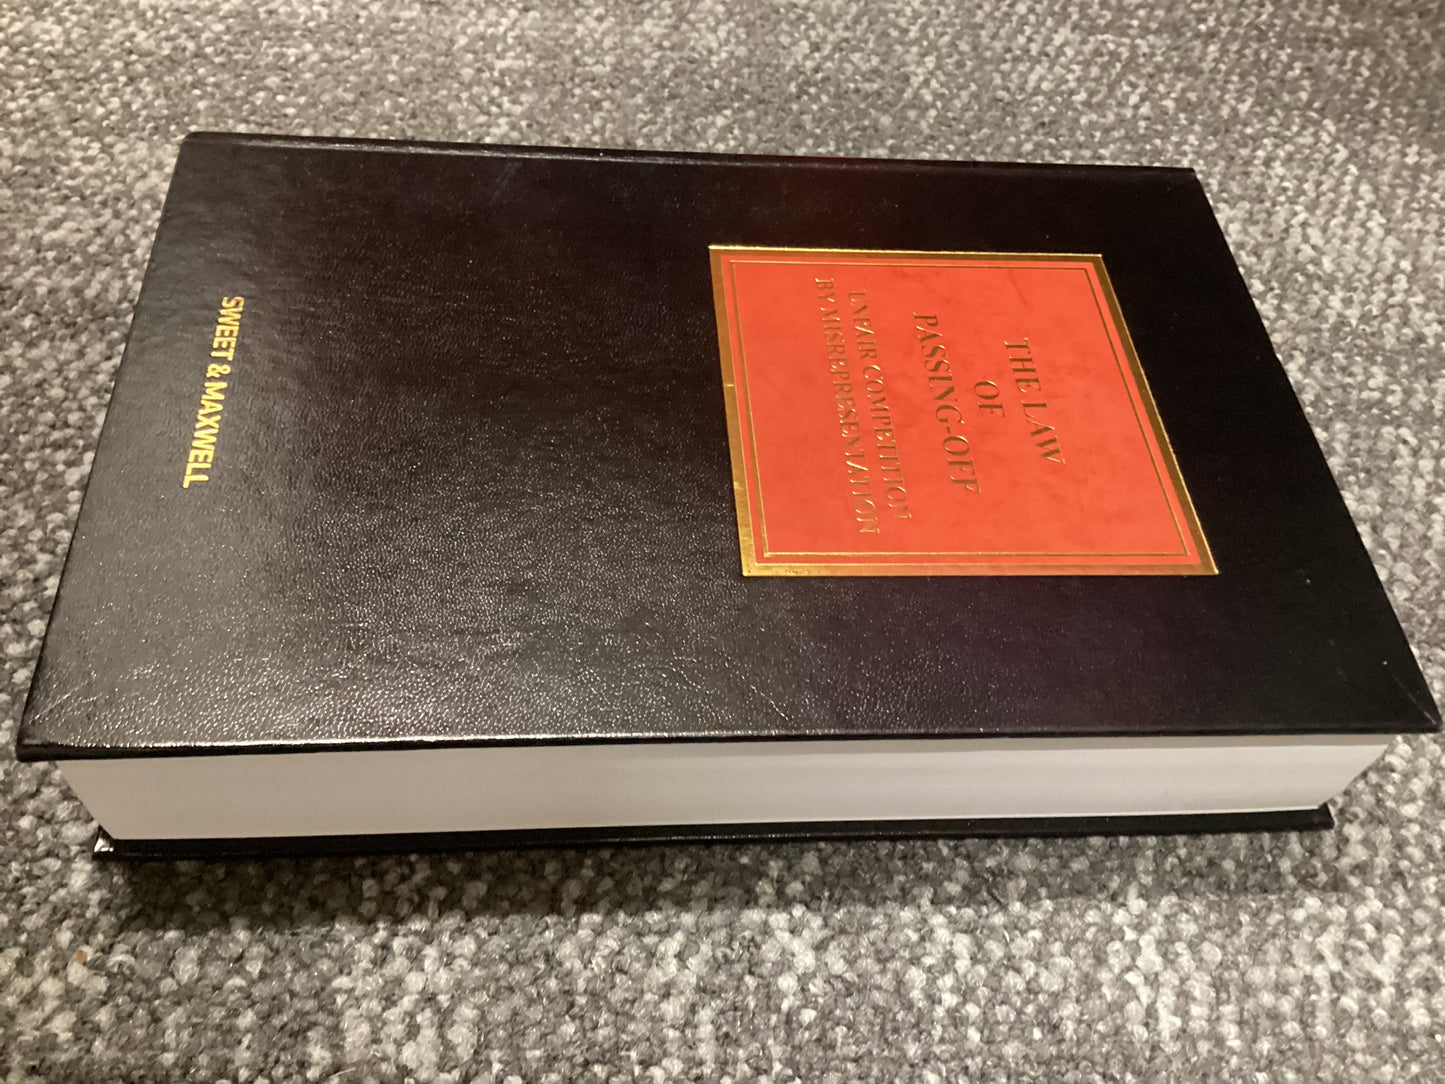 THE LAW
OF
PASSING-OFF
UNFAIR COMPETITION
BY MISREPRESENTATION
SWEET & MAXWELL